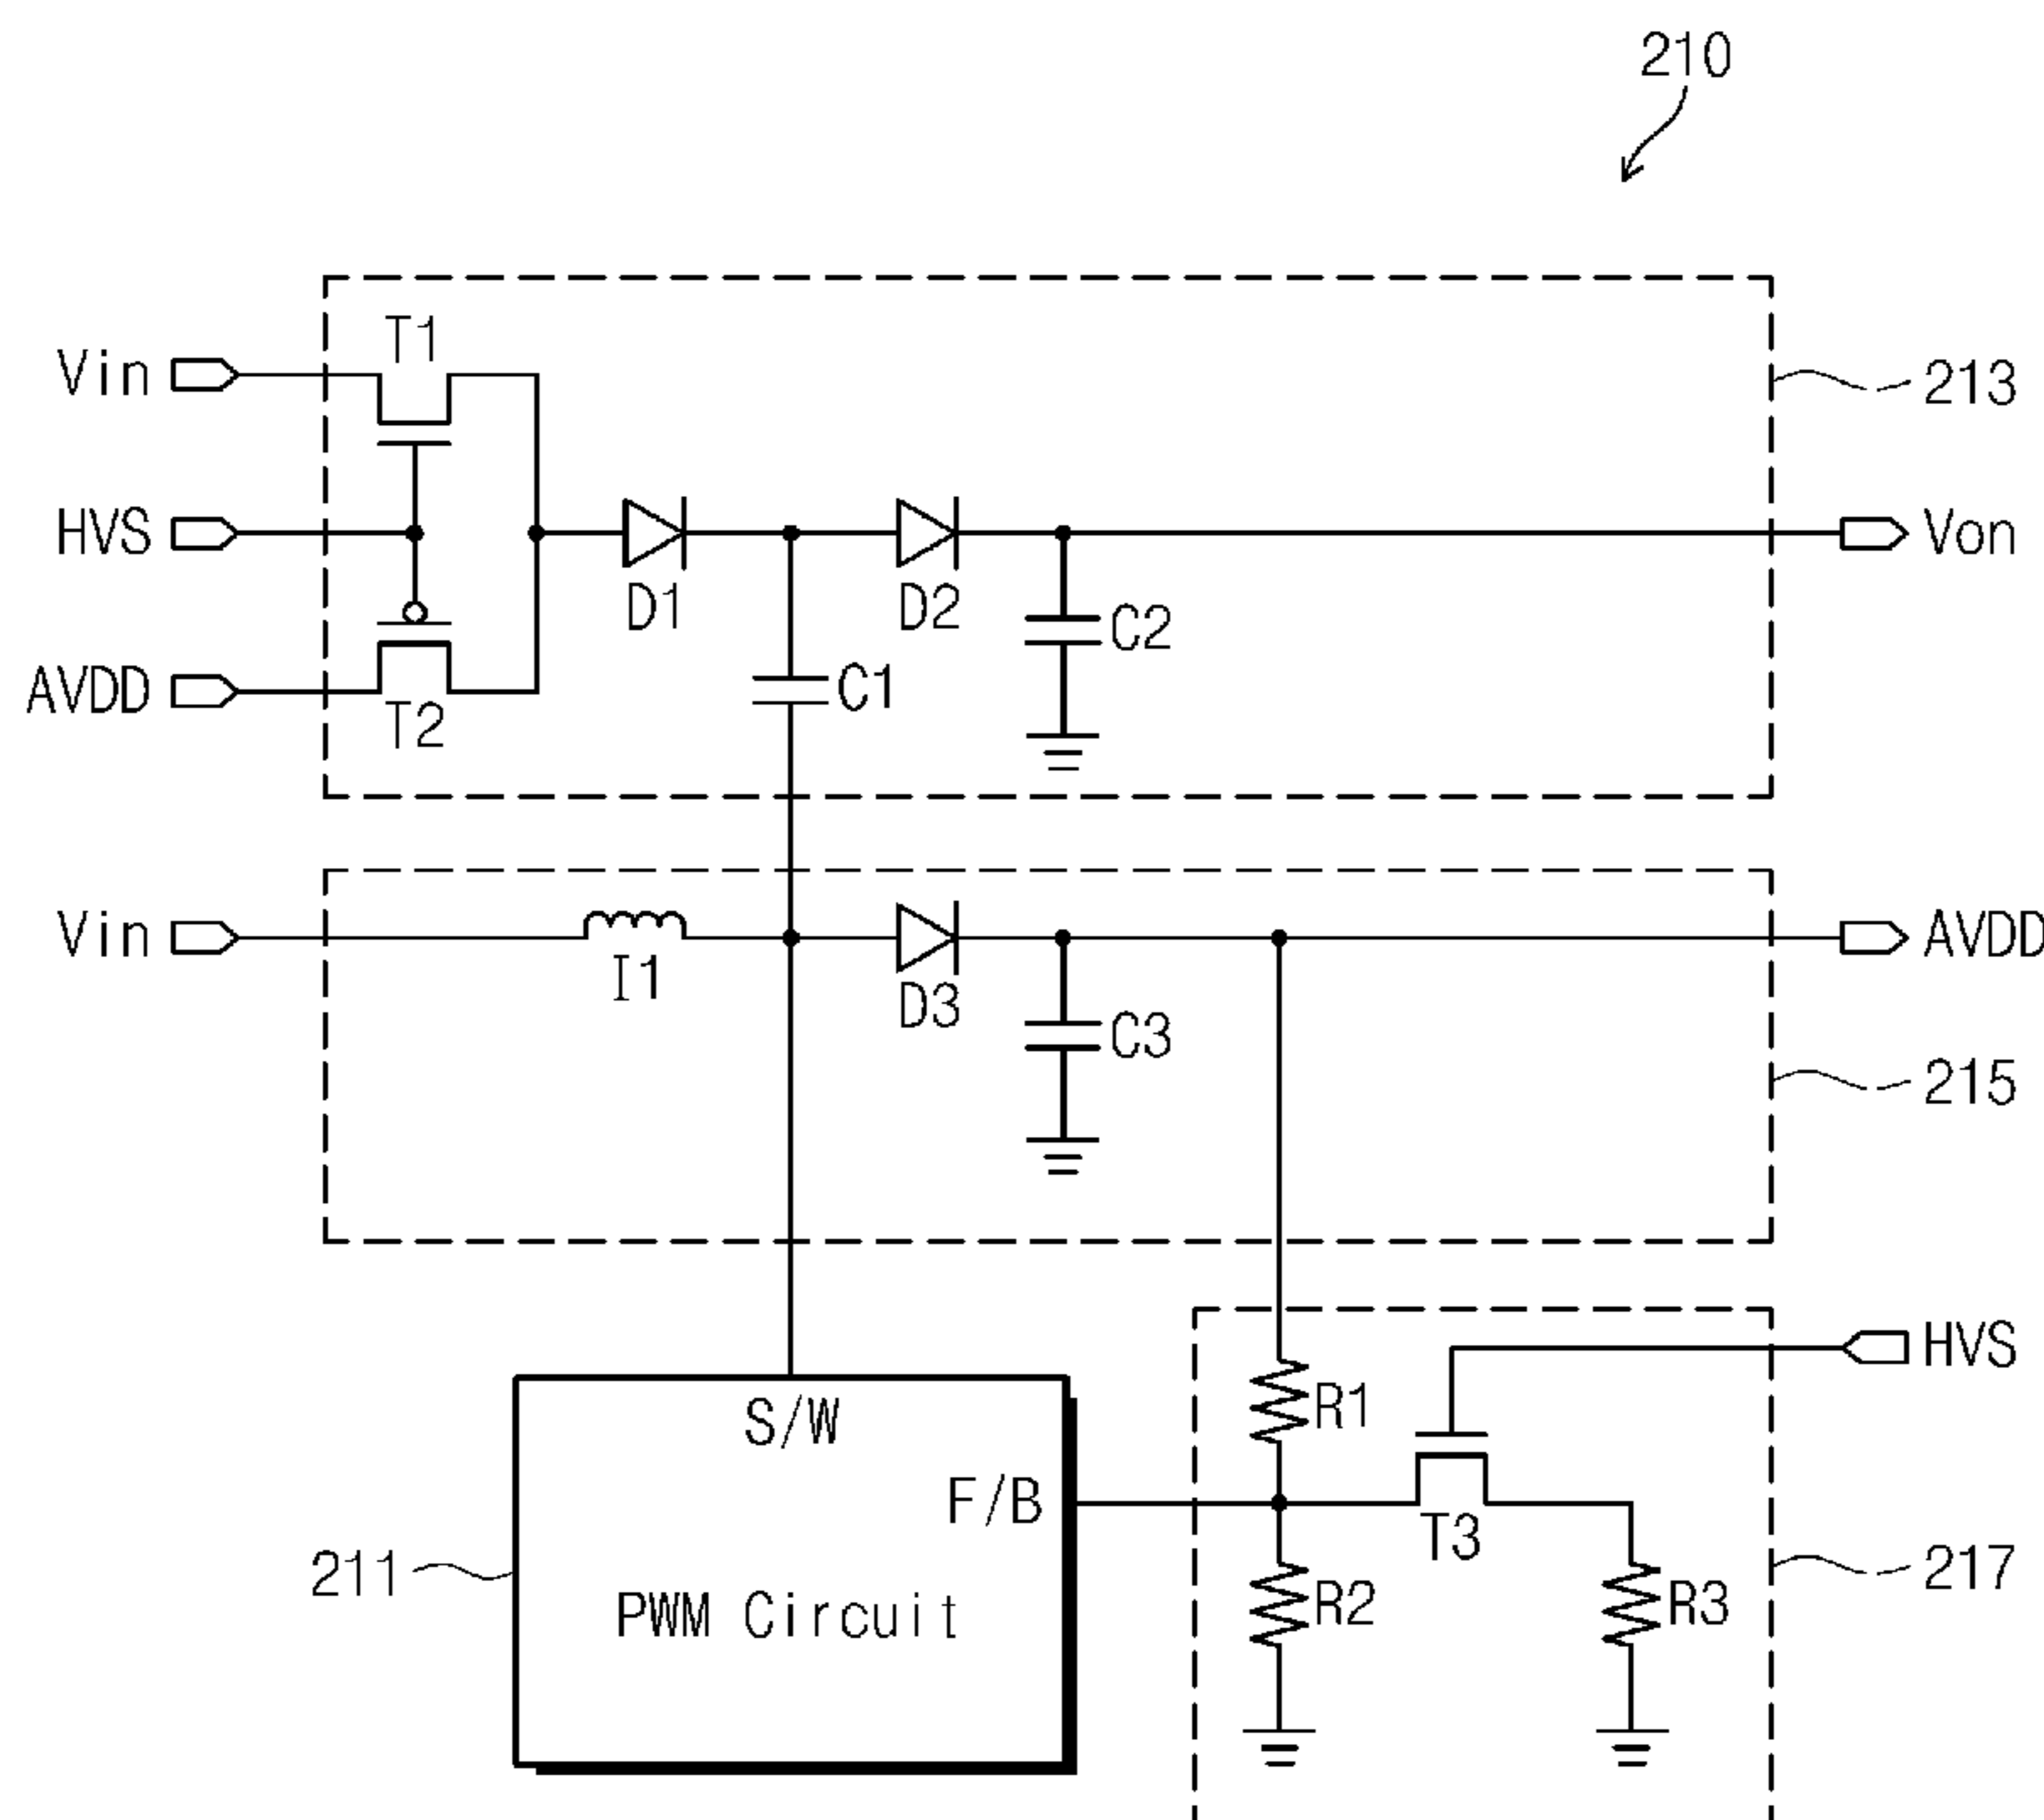 210
T1
Vin
213
HVS
Von
D1
D2
C2
C1
AVDD
T2
Vin
AVDD
I1
D3
C3
215
HVS
S/W
R1
F/B
T3
211
PWM Circuit
R2
R3
217